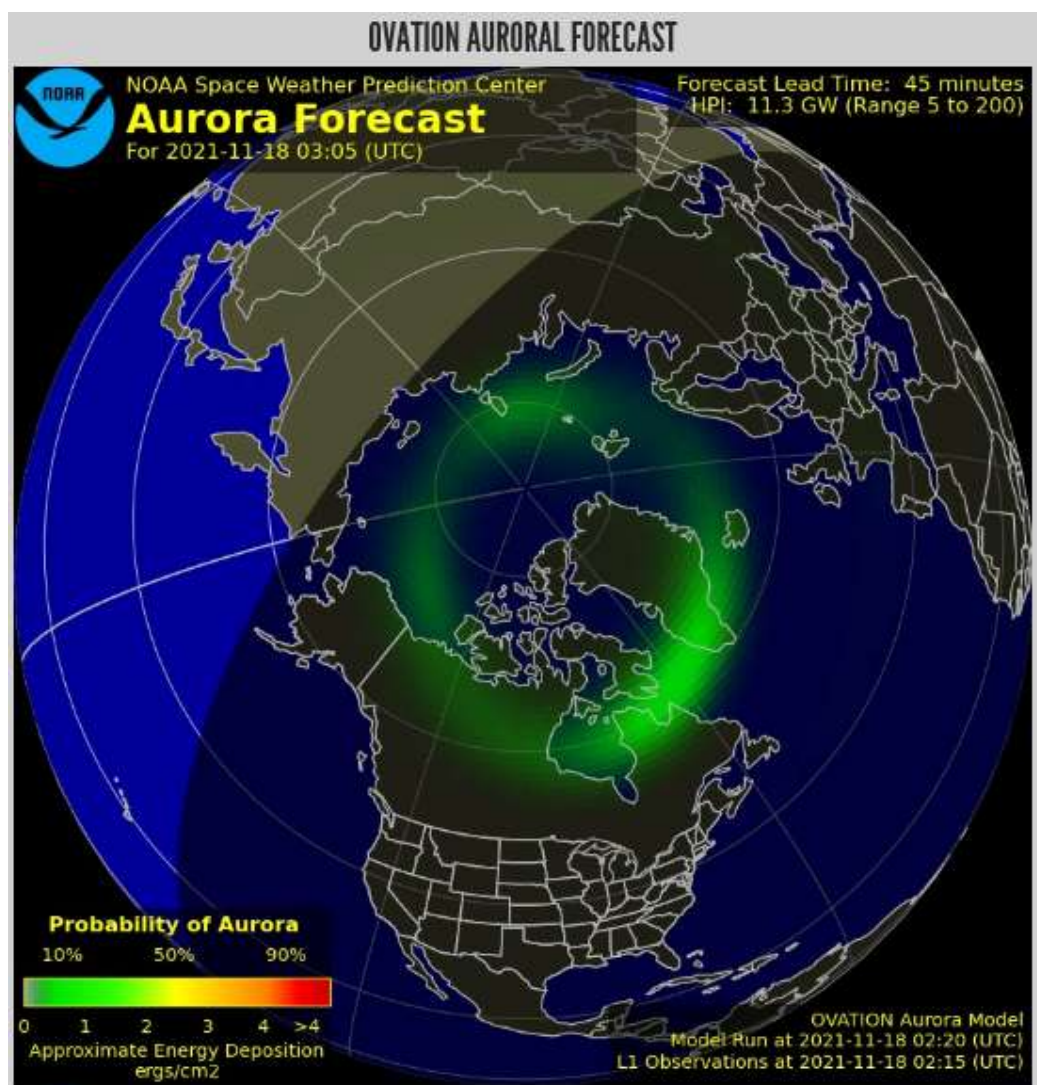 OVATION AURORAL FORECAST
NOAA
NOAA Space Weather Prediction Center
Aurora Forecast
For 2021-11-18 03:05 (UTC)
Forecast Lead Time: 45 minutes
HPI: 11.3 GW (Range 5 to 200)
Probability of Aurora
10% 50% 90%
0 1 2 3 4 >4
Approximate Energy Deposition
ergs/cm2
OVATION Aurora Model
Model Run at 2021-11-18 02:20 (UTC)
L1 Observations at 2021-11-18 02:15 (UTC)